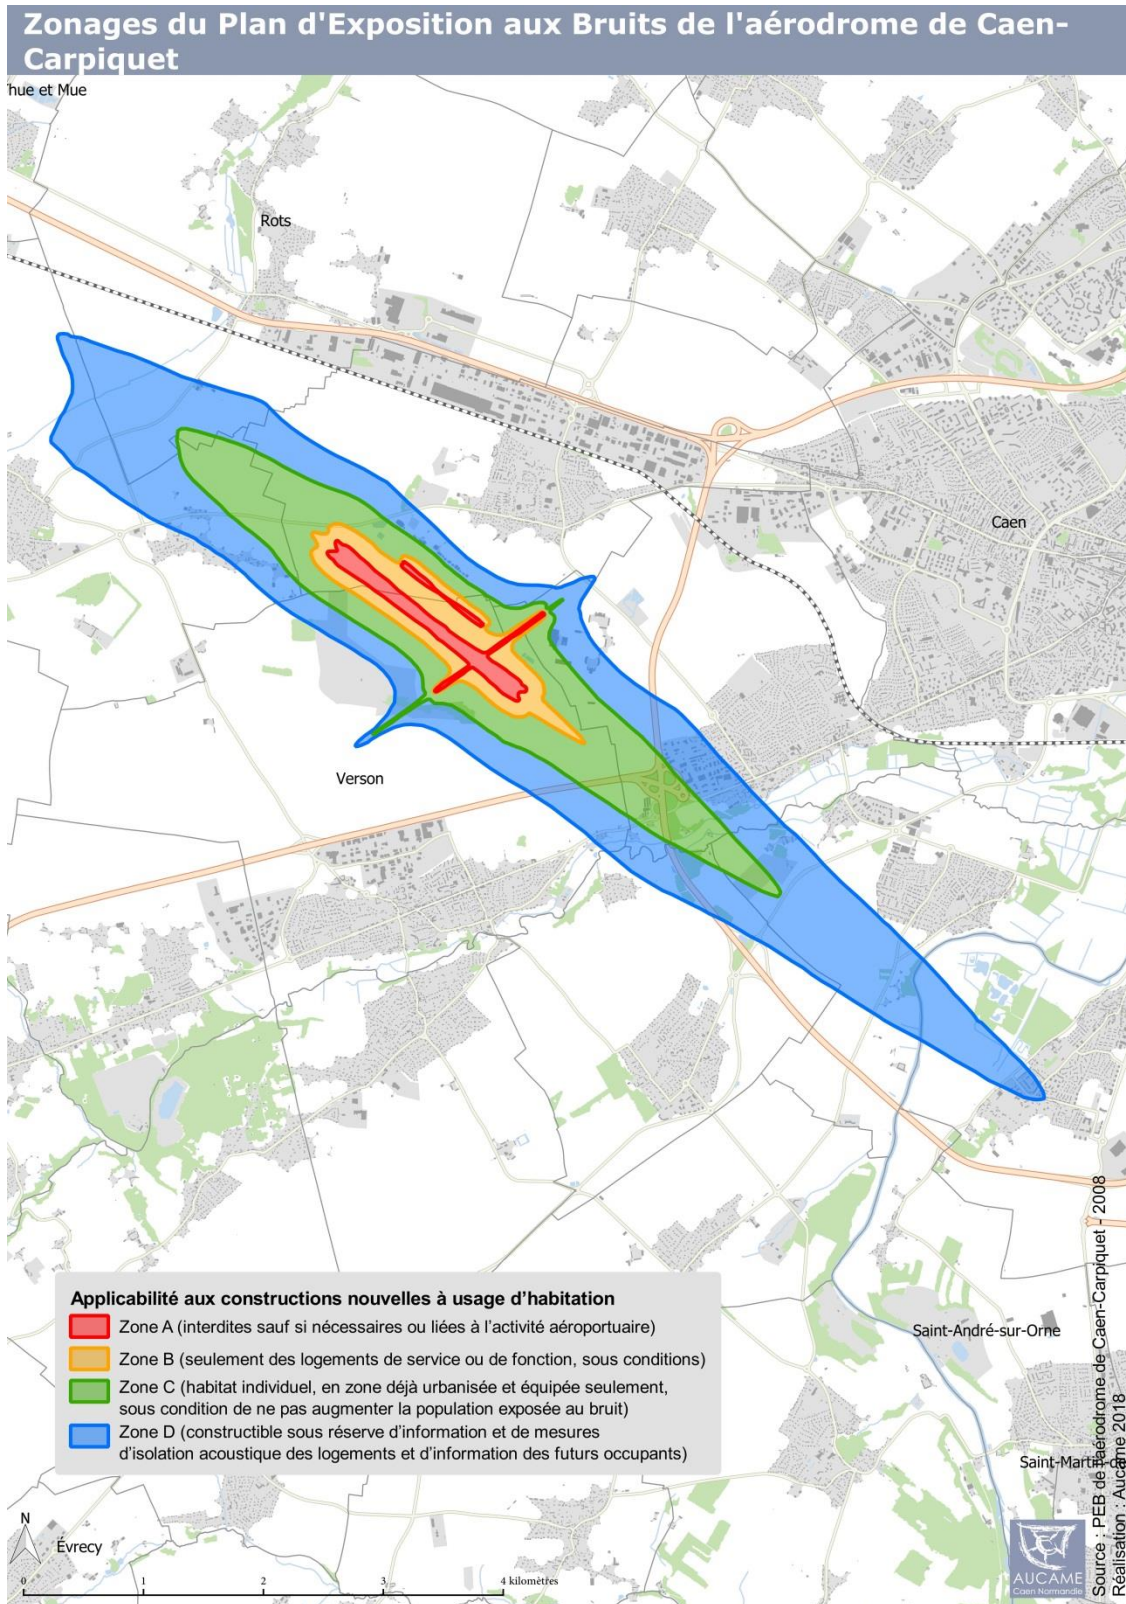 Zonages du Plan d'Exposition aux Bruits de l'aérodrome de Caen-
Carpiquet
hue et Mue
Rots
Caen
Verson
Applicabilité aux constructions nouvelles à usage d’habitation
Zone A (interdites sauf si nécessaires ou liées à l’activité aéroportuaire)
Zone B (seulement des logements de service ou de fonction, sous conditions)
Zone C (habitat individuel, en zone déjà urbanisée et équipée seulement,
sous condition de ne pas augmenter la population exposée au bruit)
Zone D (constructible sous réserve d’information et de mesures
d’isolation acoustique des logements et d’information des futurs occupants)
Saint-André-sur-Orne
Saint-Martin-de
N
Évrecy
0 1 2 3 4 kilomètres
AUCAME
Caen Normandie
Source : PEB de l'aérodrome de Caen-Carpiquet - 2008
Réalisation : Aucame 2018